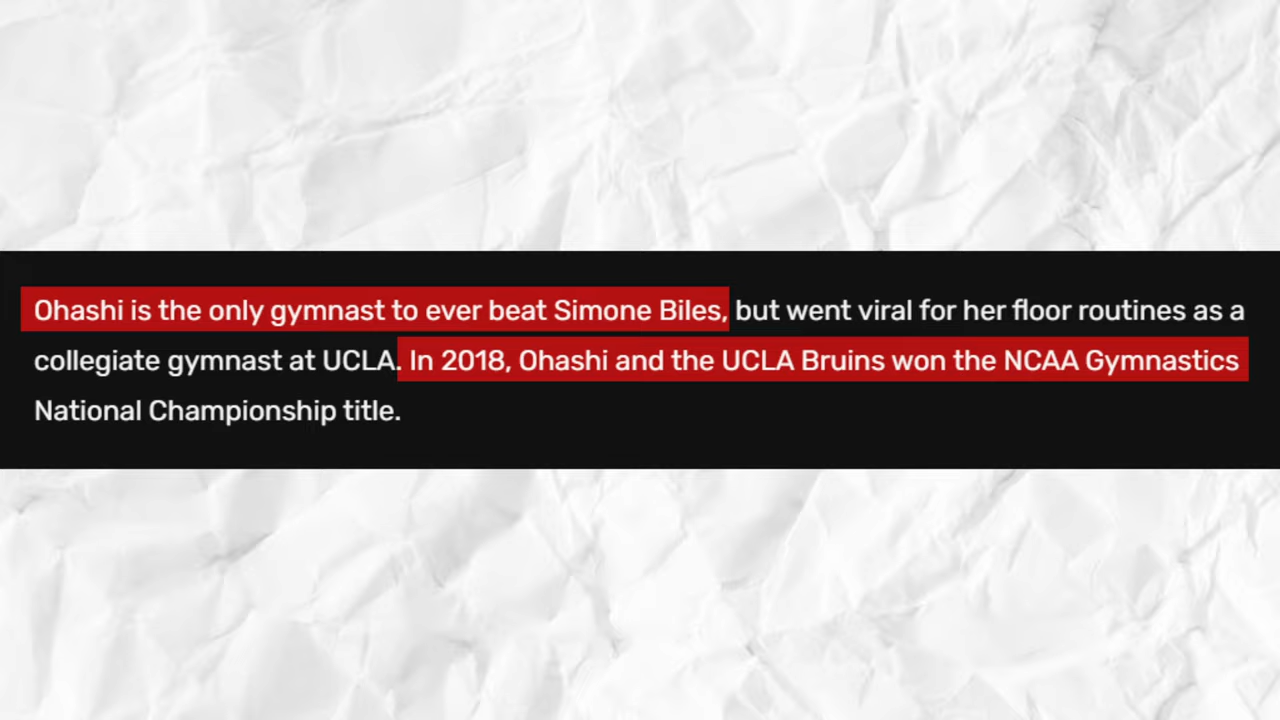 Ohashi is the only gymnast to ever beat Simone Biles, but went viral for her floor routines as a
collegiate gymnast at UCLA. In 2018, Ohashi and the UCLA Bruins won the NCAA Gymnastics
National Championship title.